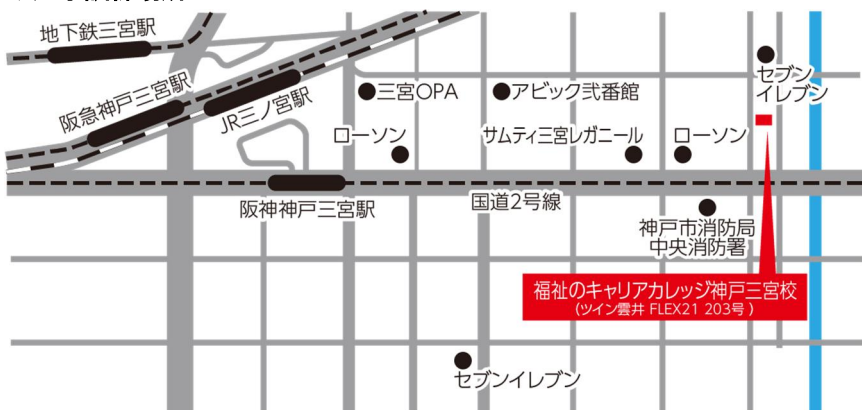 地下鉄三宮駅
阪急神戸三宮駅
JR三ノ宮駅
三宮OPA
アビック弐番館
セブン
イレブン
ローソン
サムティ三宮レガニール
ローソン
阪神神戸三宮駅
国道2号線
神戸市消防局
中央消防署
福祉のキャリアカレッジ神戸三宮校
(ツイン雲井 FLEX21 203号)
セブンイレブン